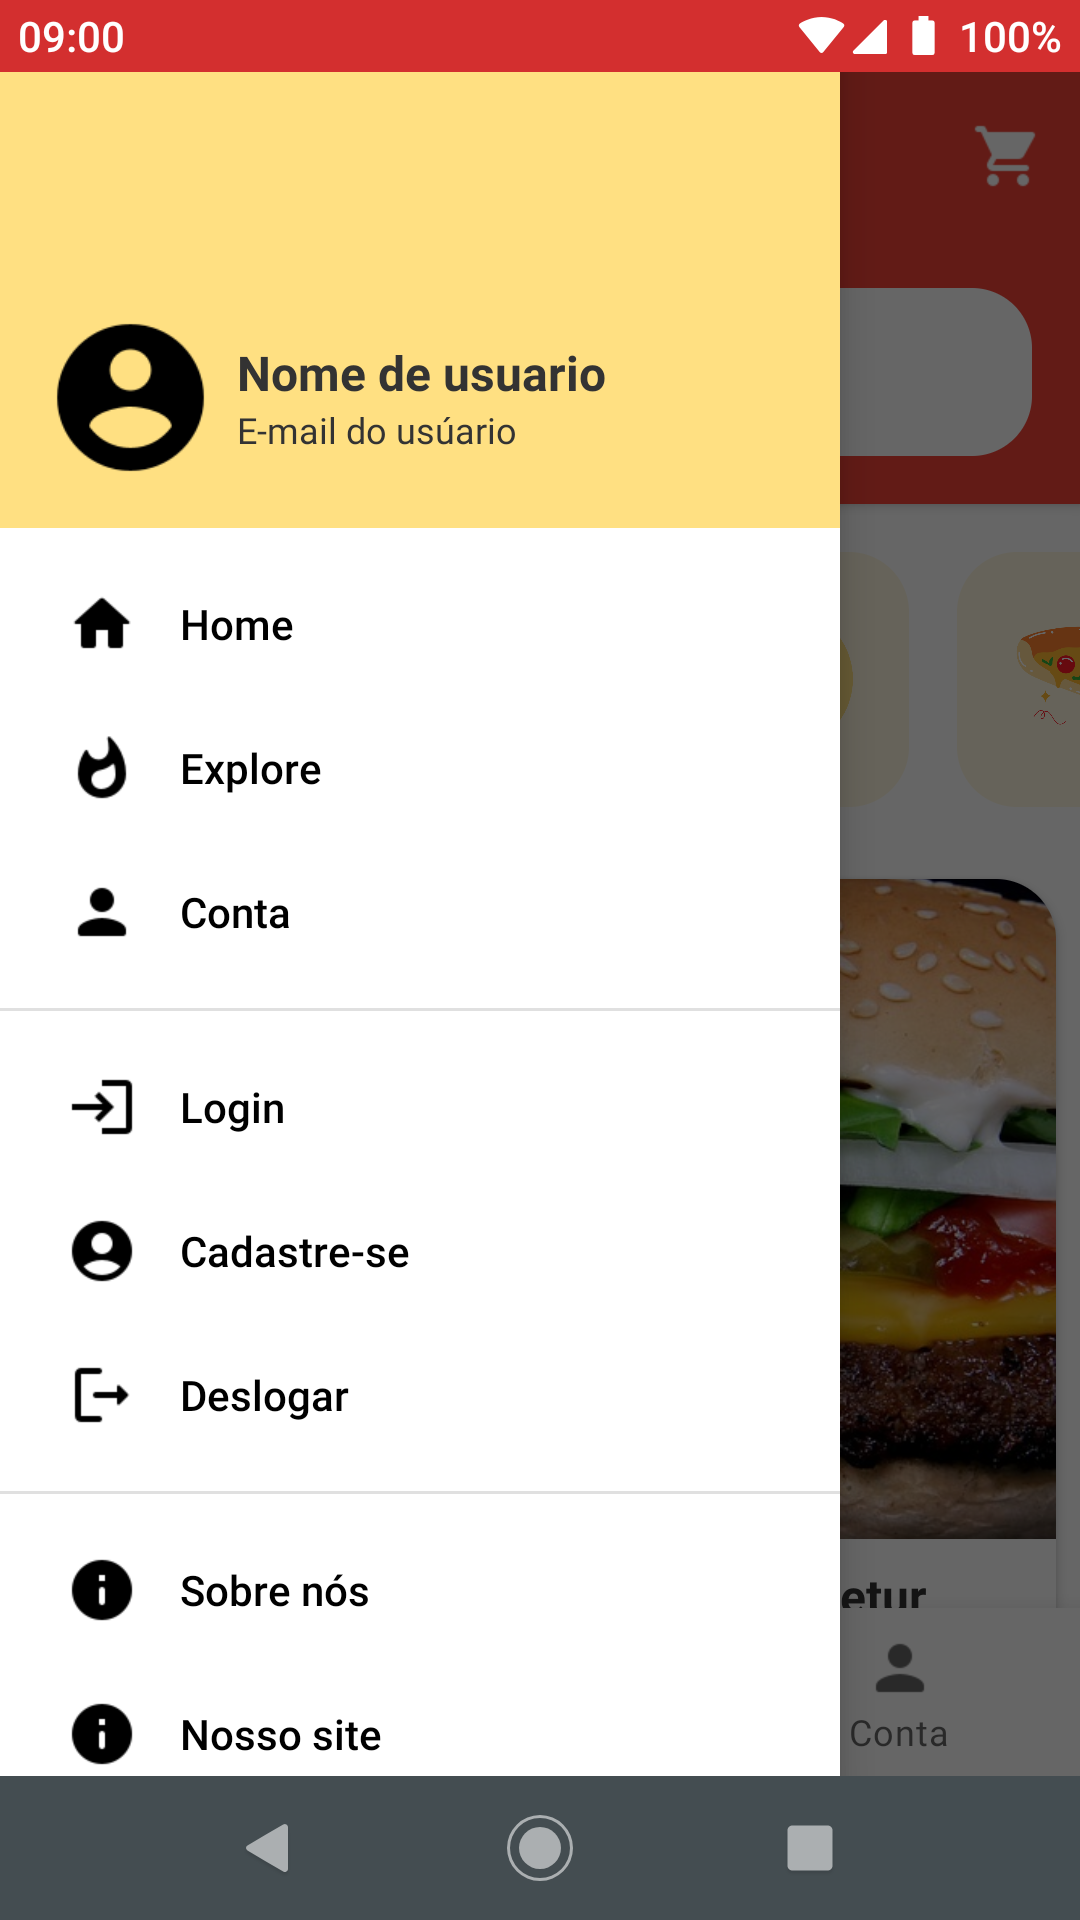 09:00
100%
Nome de usuario
E-mail do usúario
Home
Explore
Conta
Login
Cadastre-se
Deslogar
Sobre nós
etur
Nosso site
Conta